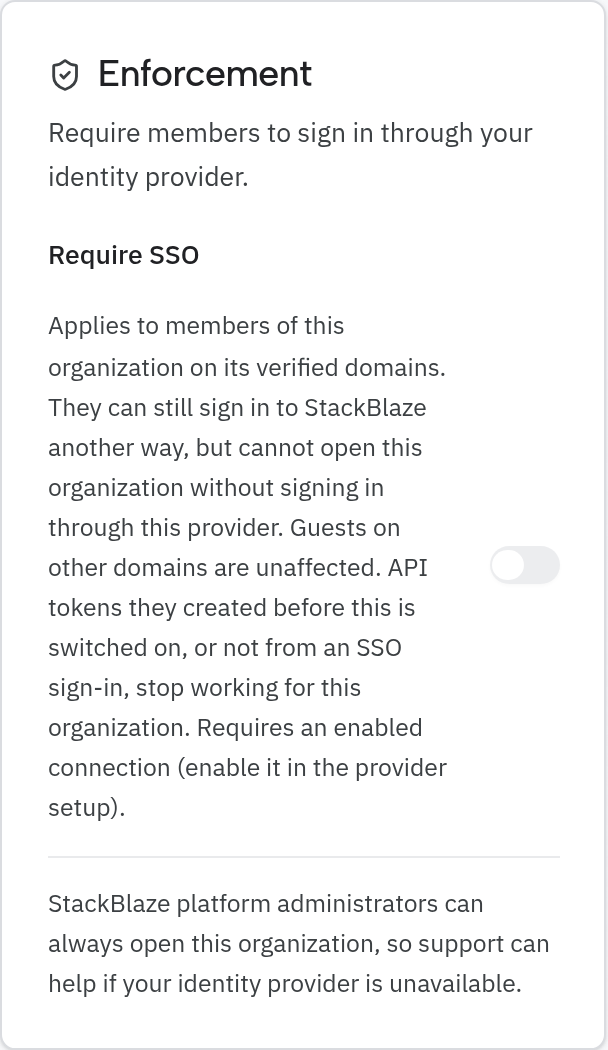 Enforcement
Require members to sign in through your
identity provider.
Require SSO
Applies to members of this
organization on its verified domains.
They can still sign in to StackBlaze
another way, but cannot open this
organization without signing in
through this provider. Guests on
other domains are unaffected. API
tokens they created before this is
switched on, or not from an SSO
sign-in, stop working for this
organization. Requires an enabled
connection (enable it in the provider
setup).
StackBlaze platform administrators can
always open this organization, so support can
help if your identity provider is unavailable.